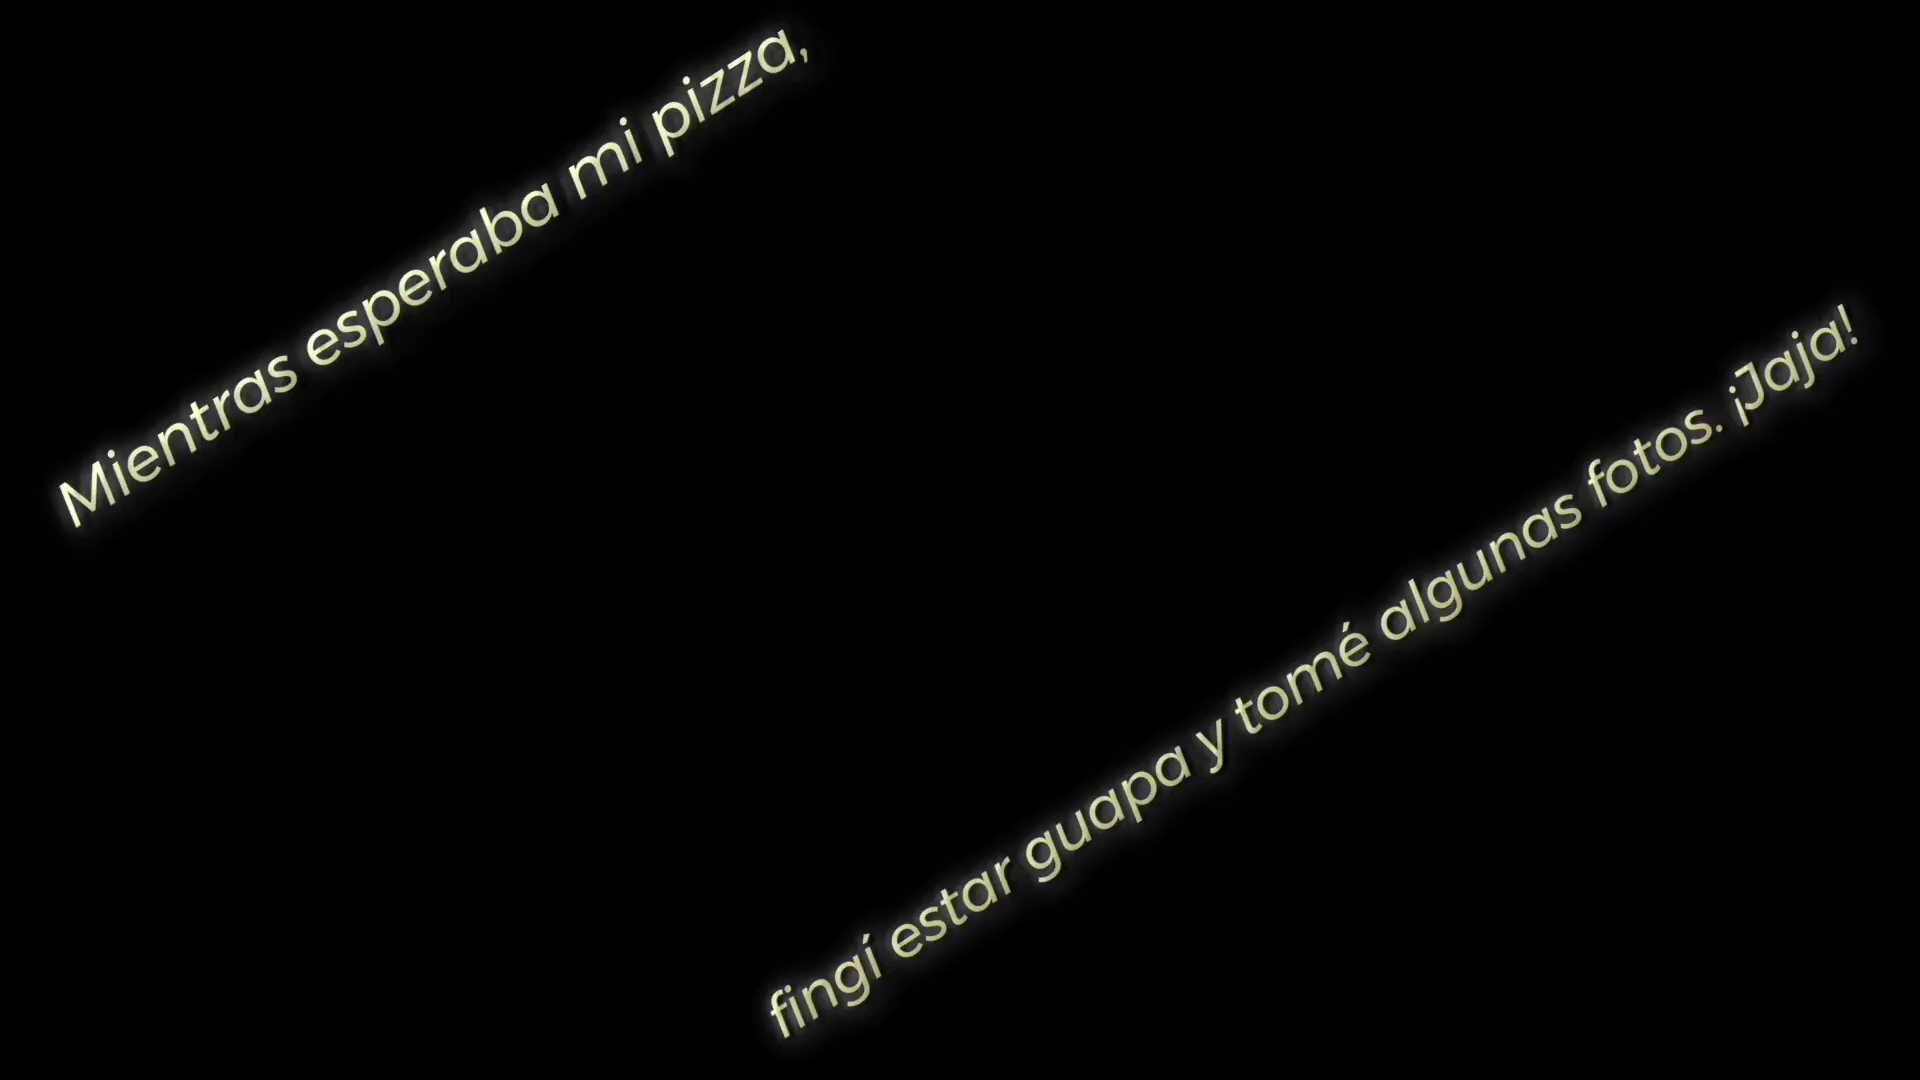 Mientras esperaba mi pizza,
fingí estar guapa y tomé algunas fotos. ¡Jaja!